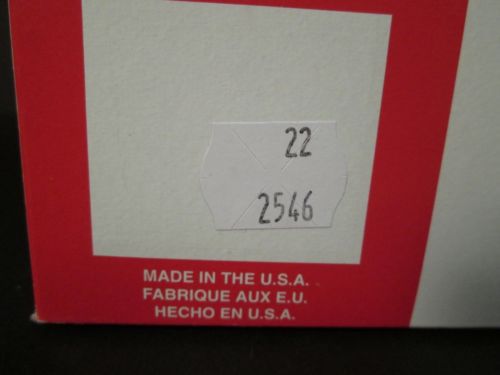 22
2546
MADE IN THE U.S.A.
FABRIQUE AUX E.U.
HECHO EN U.S.A.